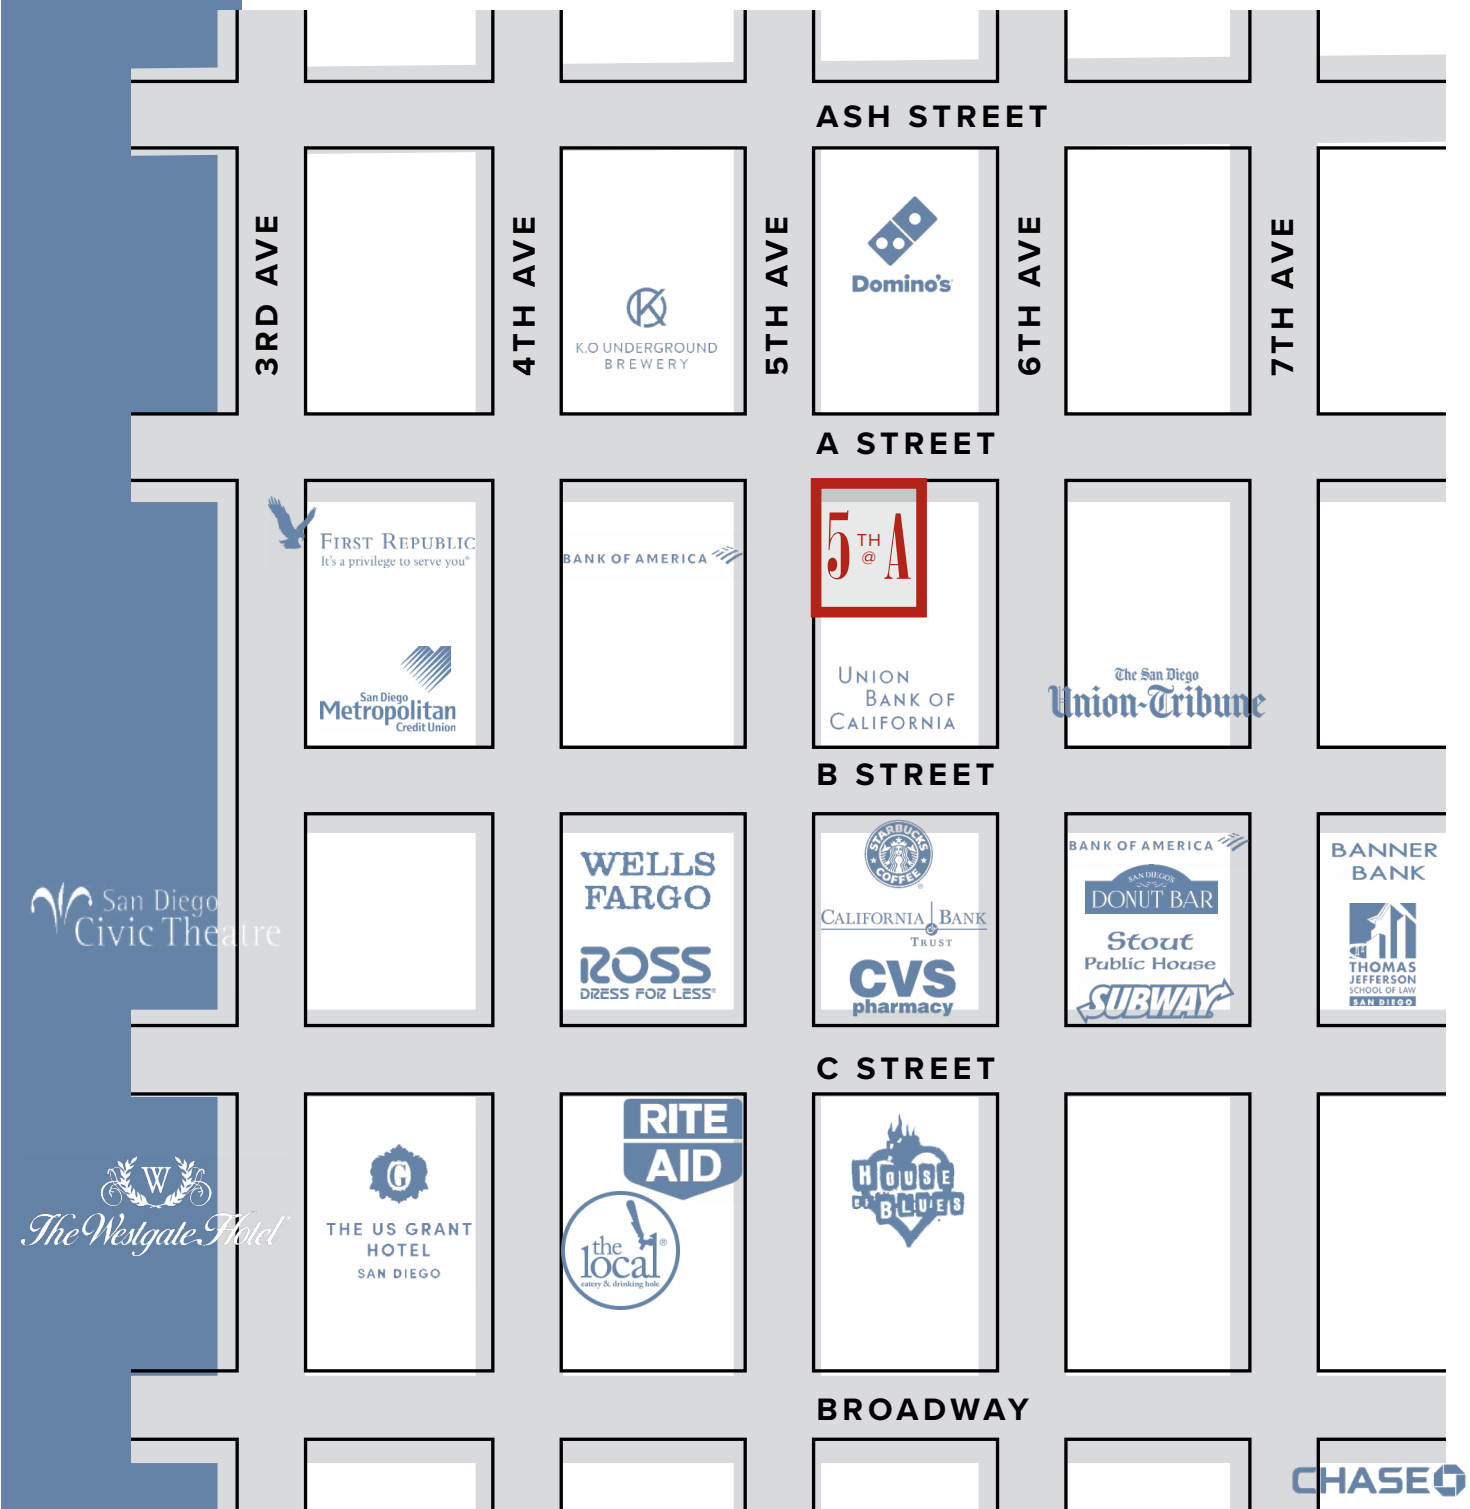 ASH STREET
3RD AVE
4TH AVE
5TH AVE
6TH AVE
7TH AVE
Domino's
K
K.O UNDERGROUND
BREWERY
A STREET
FIRST REPUBLIC
It's a privilege to serve you®
San Diego
Metropolitan
Credit Union
BANK OF AMERICA
5TH @ A
UNION
BANK OF
CALIFORNIA
The San Diego
Union-Tribune
B STREET
San Diego
Civic Theatre
WELLS
FARGO
ROSS
DRESS FOR LESS®
STARBUCKS
COFFEE
CALIFORNIA BANK
&
TRUST
CVS
pharmacy
BANK OF AMERICA
SAN DIEGO'S
DONUT BAR
Stout
Public House
SUBWAY
BANNER
BANK
THOMAS
JEFFERSON
SCHOOL OF LAW
SAN DIEGO
C STREET
W
The Westgate Hotel
G
THE US GRANT
HOTEL
SAN DIEGO
RITE
AID
the
local®
eatery & drinking hole
HOUSE
OF BLUES
BROADWAY
CHASE